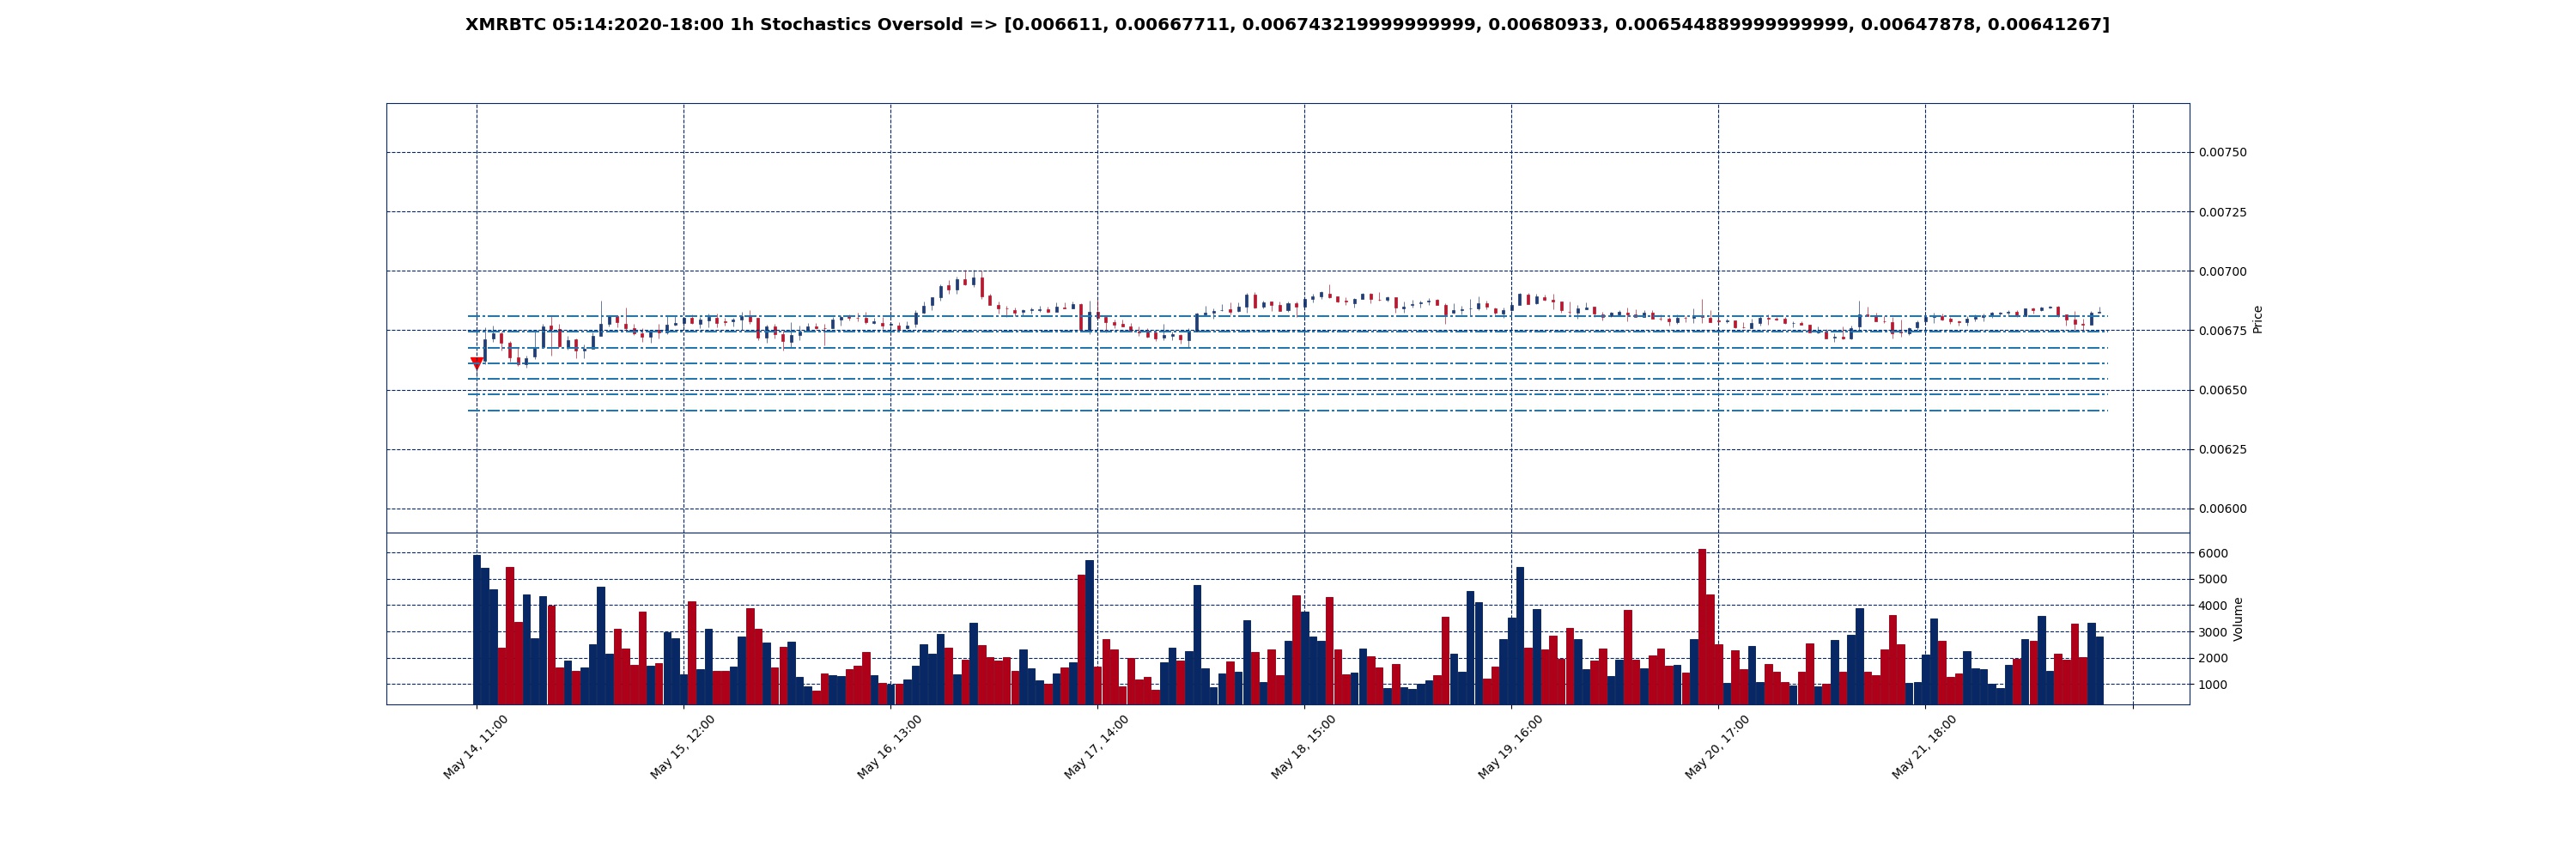 XMRBTC 05:14:2020-18:00 1h Stochastics Oversold => [0.006611, 0.00667711, 0.006743219999999999, 0.00680933, 0.006544889999999999, 0.00647878, 0.00641267]
0.00750
0.00725
0.00700
0.00675
0.00650
0.00625
0.00600
Price
6000
5000
4000
3000
2000
1000
Volume
May 14, 11:00
May 15, 12:00
May 16, 13:00
May 17, 14:00
May 18, 15:00
May 19, 16:00
May 20, 17:00
May 21, 18:00